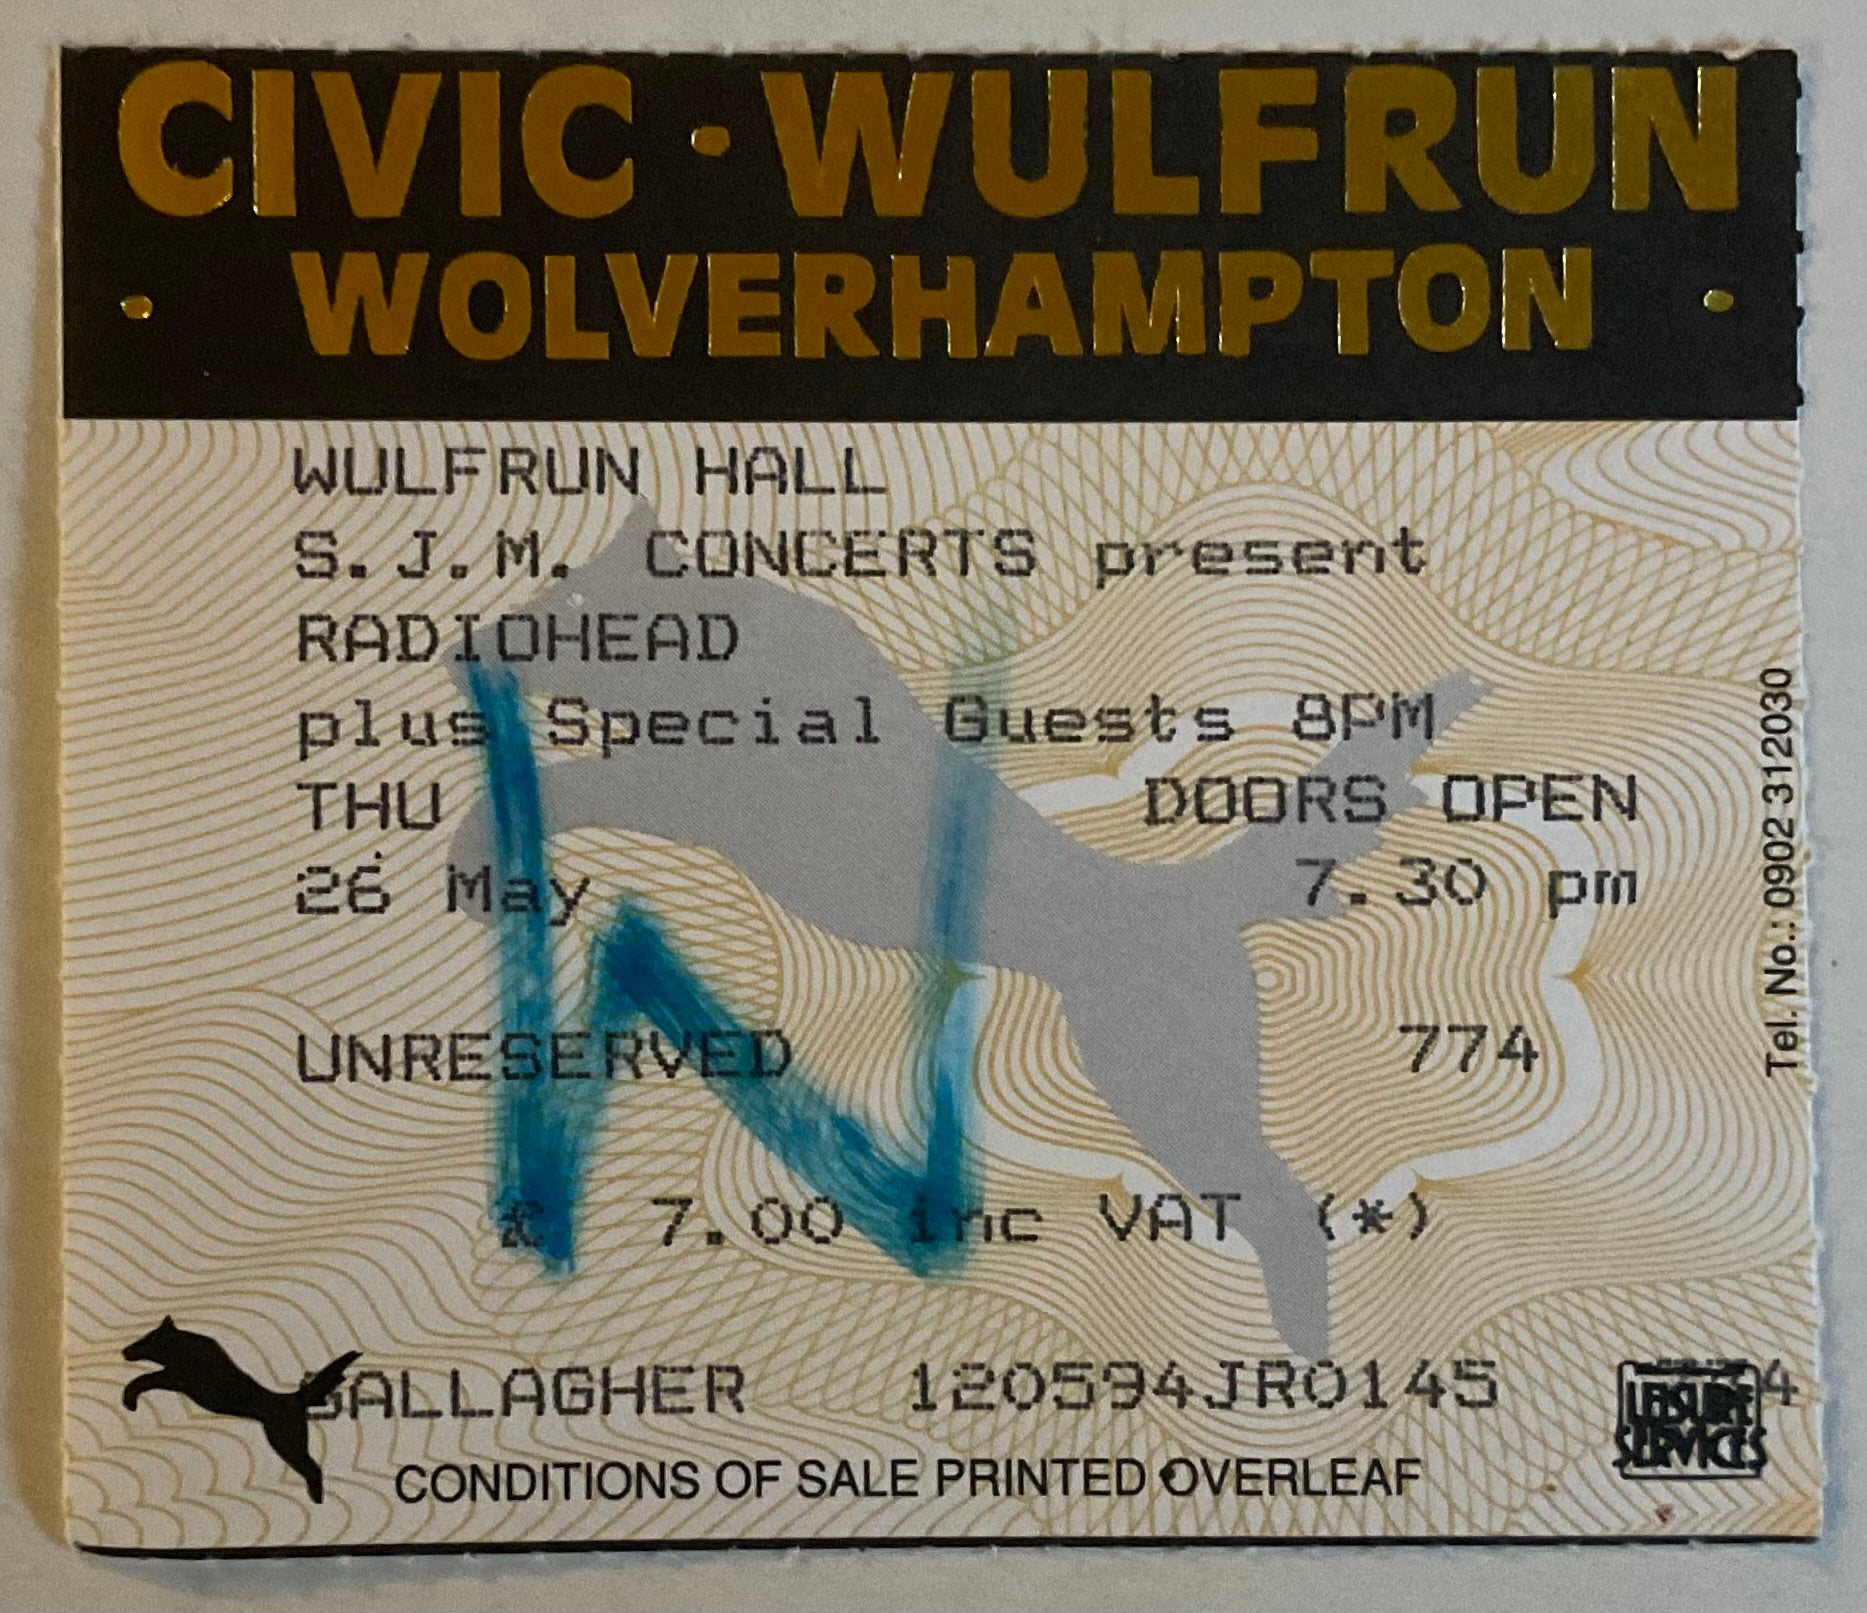 CIVIC · WULFRUN
· WOLVERHAMPTON ·
WULFRUN HALL
S.J.M. CONCERTS present
RADIOHEAD
plus Special Guests 8PM
THU DOORS OPEN
26 May 7.30 pm
UNRESERVED 774
£ 7.00 inc VAT (*)
GALLAGHER 120594JR0145
LEISURE
SERVICES
CONDITIONS OF SALE PRINTED OVERLEAF
Tel. No.: 0902 312030
N